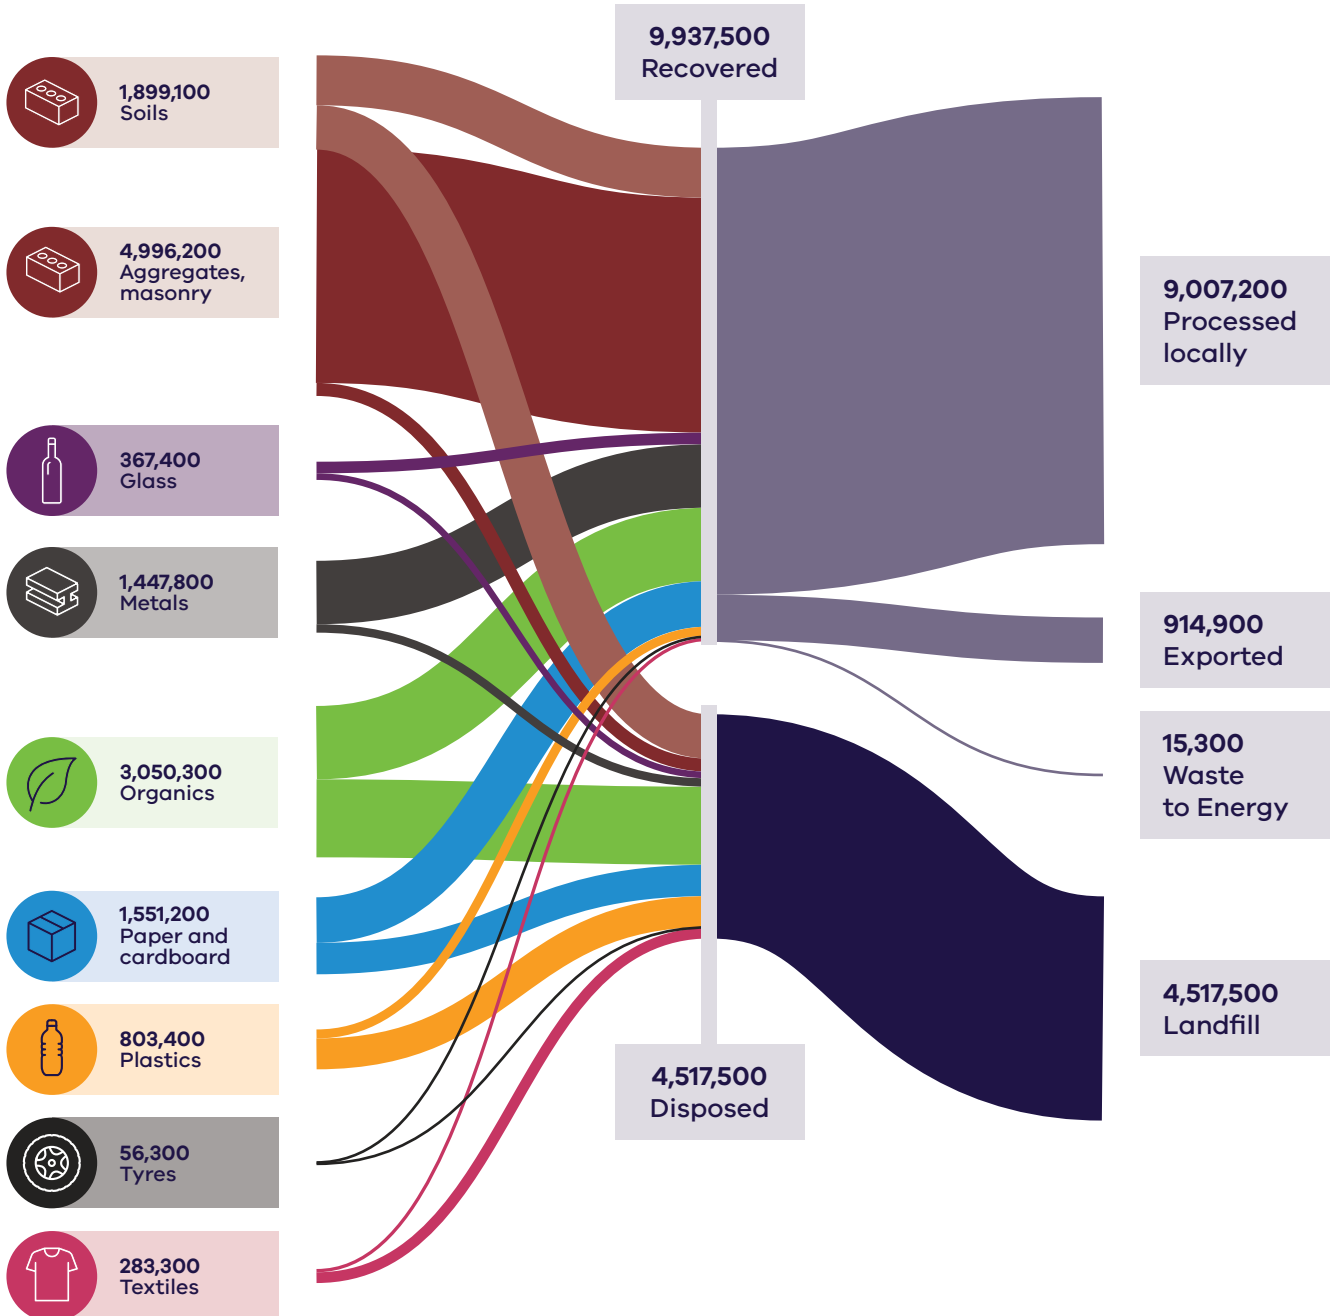 9,937,500
Recovered
1,899,100
Soils
4,996,200
Aggregates,
masonry
367,400
Glass
1,447,800
Metals
3,050,300
Organics
1,551,200
Paper and
cardboard
803,400
Plastics
56,300
Tyres
283,300
Textiles
4,517,500
Disposed
9,007,200
Processed
locally
914,900
Exported
15,300
Waste
to Energy
4,517,500
Landfill